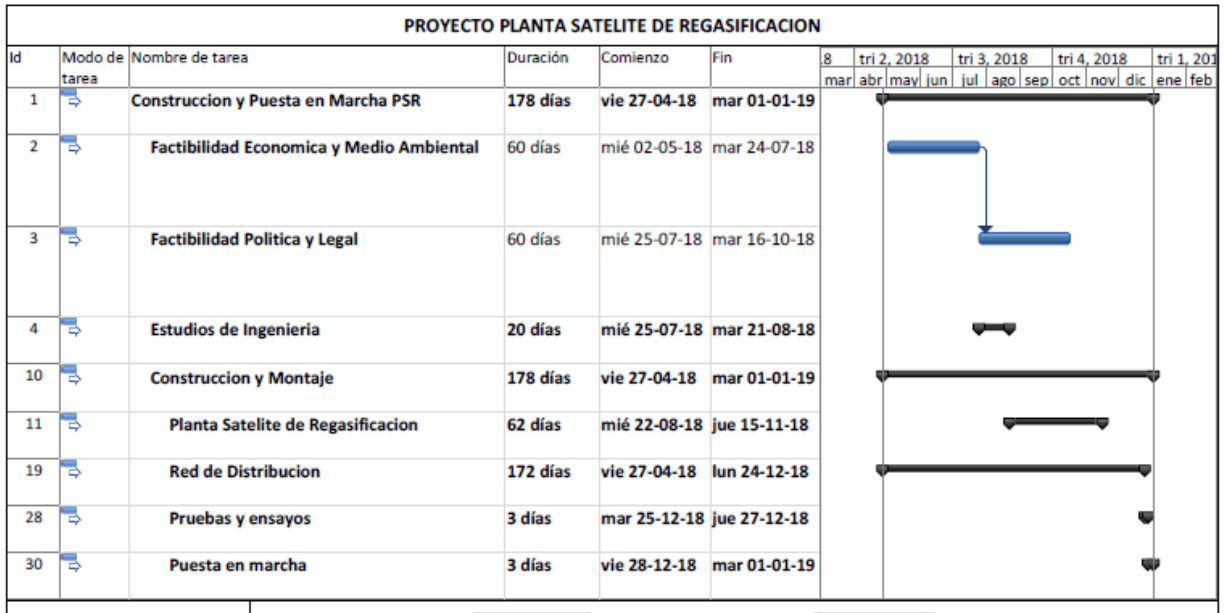 PROYECTO PLANTA SATELITE DE REGASIFICACION
Id Modo de tarea Nombre de tarea Duración Comienzo Fin
.8 tri 2, 2018 tri 3, 2018 tri 4, 2018 tri 1, 201
mar abr may jun jul ago sep oct nov dic ene feb
1 Construccion y Puesta en Marcha PSR 178 días vie 27-04-18 mar 01-01-19
2 Factibilidad Economica y Medio Ambiental 60 días mié 02-05-18 mar 24-07-18
3 Factibilidad Politica y Legal 60 días mié 25-07-18 mar 16-10-18
4 Estudios de Ingenieria 20 días mié 25-07-18 mar 21-08-18
10 Construccion y Montaje 178 días vie 27-04-18 mar 01-01-19
11 Planta Satelite de Regasificacion 62 días mié 22-08-18 jue 15-11-18
19 Red de Distribucion 172 días vie 27-04-18 lun 24-12-18
28 Pruebas y ensayos 3 días mar 25-12-18 jue 27-12-18
30 Puesta en marcha 3 días vie 28-12-18 mar 01-01-19